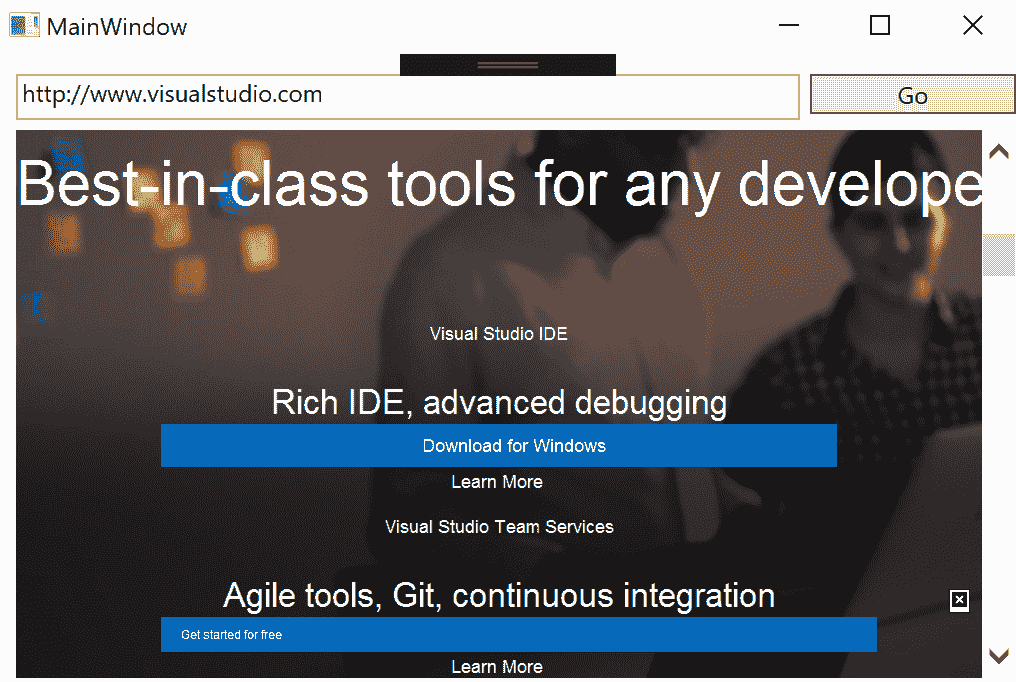 MainWindow
http://www.visualstudio.com
Go
Best-in-class tools for any develope
Visual Studio IDE
Rich IDE, advanced debugging
Download for Windows
Learn More
Visual Studio Team Services
Agile tools, Git, continuous integration
Get started for free
Learn More